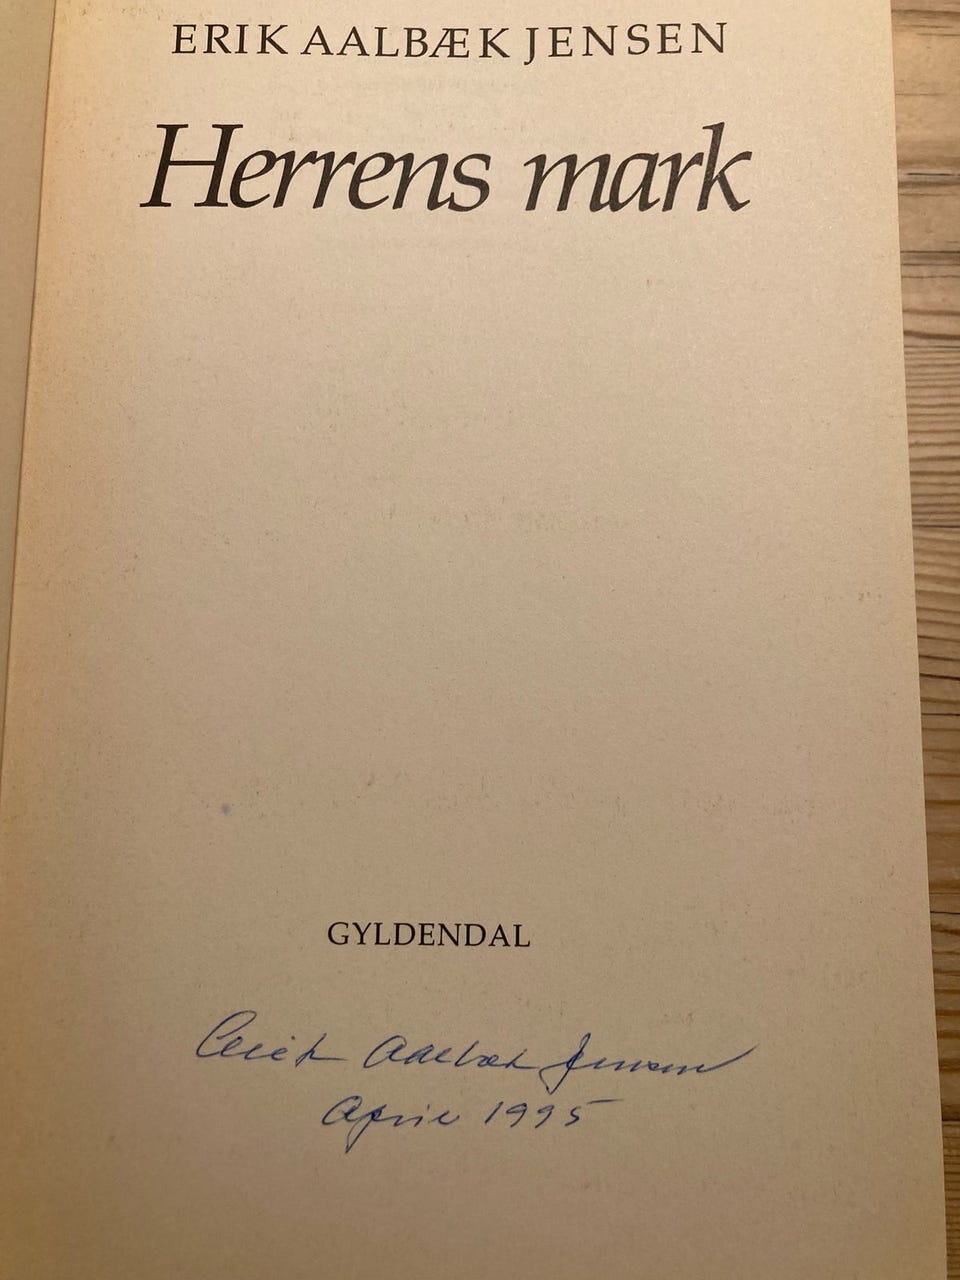 ERIK AALBÆK JENSEN
Herrens mark
GYLDENDAL
Erik Aalbæk Jensen
April 1995